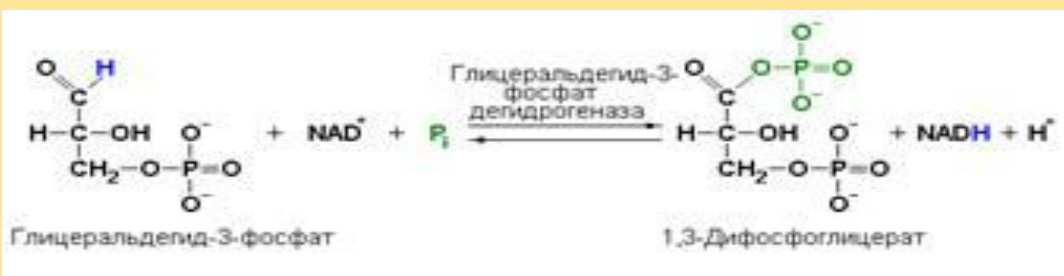 O⁻
O H O O–P=O
C Глицеральдегид-3- C O⁻
фосфат
дегидрогеназа
H–C–OH O⁻ + NAD⁺ + Pi H–C–OH O⁻ + NADH + H⁺
CH₂–O–P=O CH₂–O–P=O
O⁻ O⁻
Глицеральдегид-3-фосфат 1,3-Дифосфоглицерат